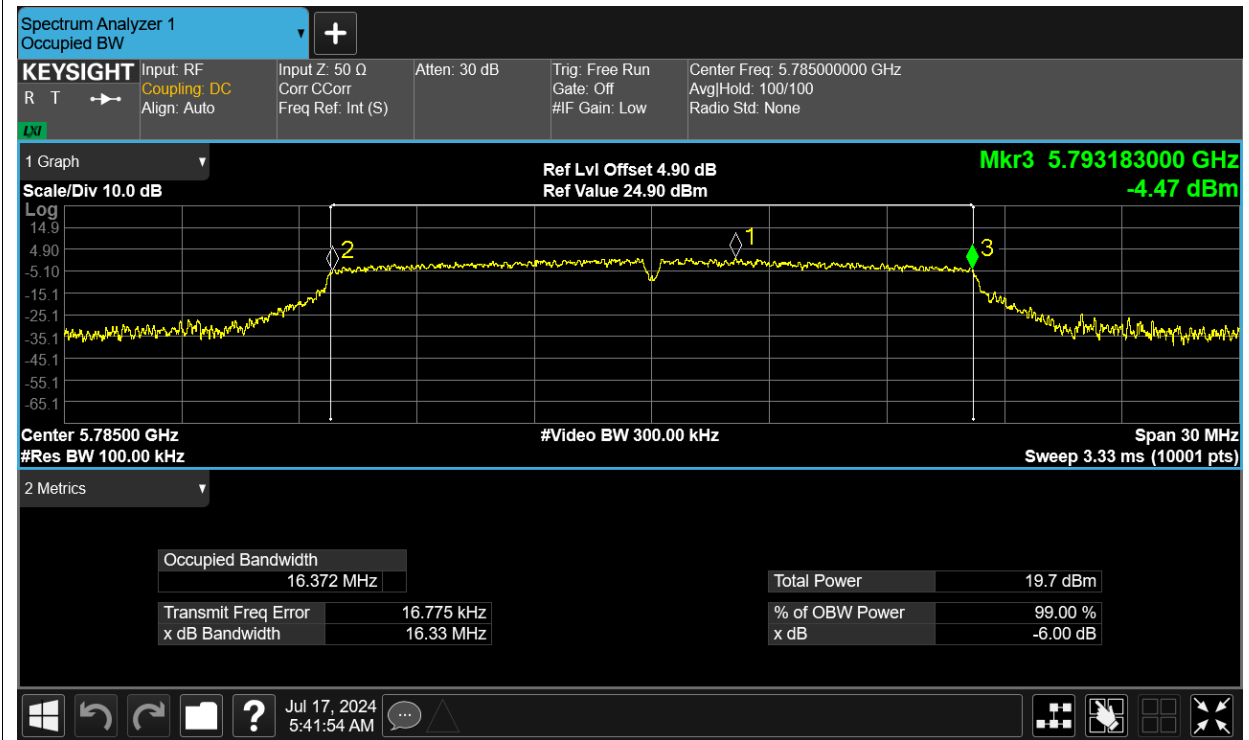 Spectrum Analyzer 1
Occupied BW
KEYSIGHT
R T
LXI
Input: RF
Coupling: DC
Align: Auto
Input Z: 50 Ω
Corr CCorr
Freq Ref: Int (S)
Atten: 30 dB
Trig: Free Run
Gate: Off
#IF Gain: Low
Center Freq: 5.785000000 GHz
Avg|Hold: 100/100
Radio Std: None
1 Graph
Scale/Div 10.0 dB
Ref Lvl Offset 4.90 dB
Ref Value 24.90 dBm
Mkr3 5.793183000 GHz
-4.47 dBm
Log
14.9
4.90
-5.10
-15.1
-25.1
-35.1
-45.1
-55.1
-65.1
2
1
3
Center 5.78500 GHz
#Res BW 100.00 kHz
#Video BW 300.00 kHz
Span 30 MHz
Sweep 3.33 ms (10001 pts)
2 Metrics
Occupied Bandwidth
16.372 MHz
Total Power 19.7 dBm
Transmit Freq Error 16.775 kHz
% of OBW Power 99.00 %
x dB Bandwidth 16.33 MHz
x dB -6.00 dB
?
Jul 17, 2024
5:41:54 AM